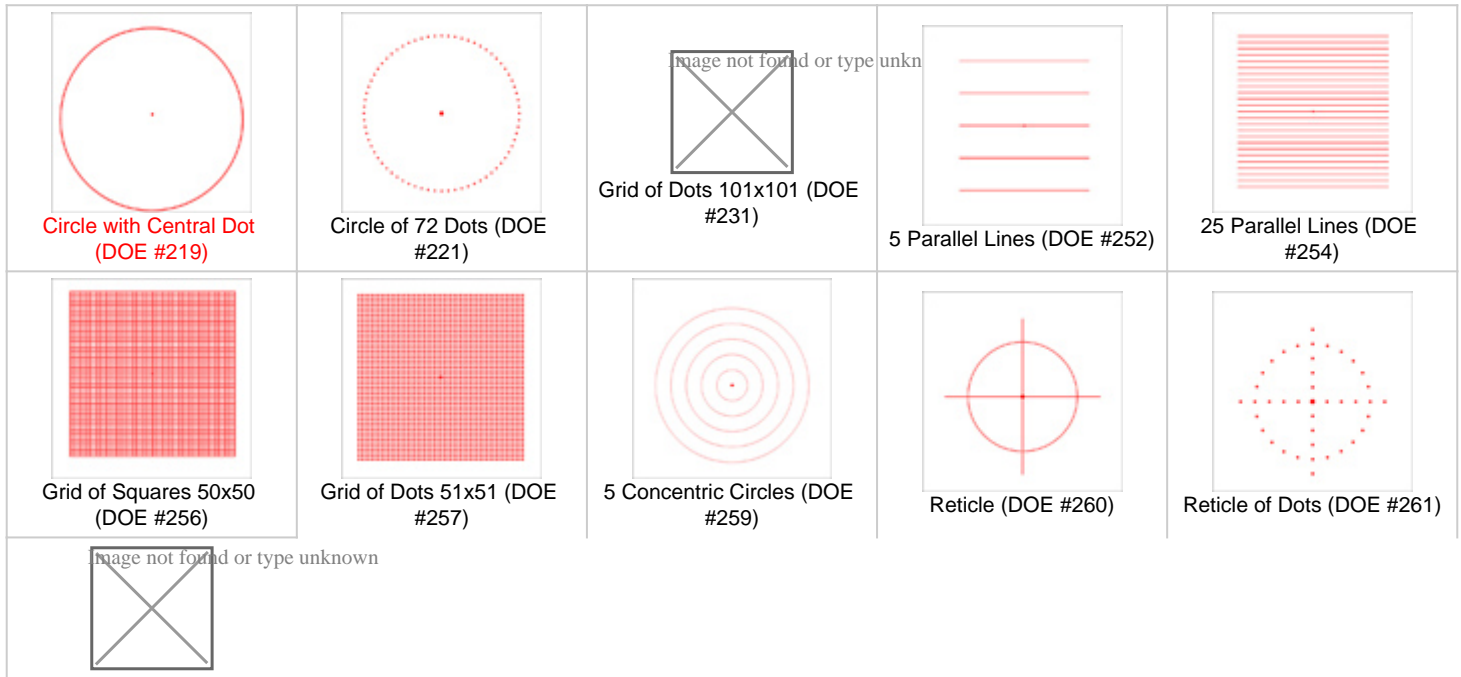 Image not found or type unkn
Circle with Central Dot
(DOE #219)
Circle of 72 Dots (DOE
#221)
Grid of Dots 101x101 (DOE
#231)
5 Parallel Lines (DOE #252)
25 Parallel Lines (DOE
#254)
Grid of Squares 50x50
(DOE #256)
Grid of Dots 51x51 (DOE
#257)
5 Concentric Circles (DOE
#259)
Reticle (DOE #260)
Reticle of Dots (DOE #261)
Image not found or type unknown